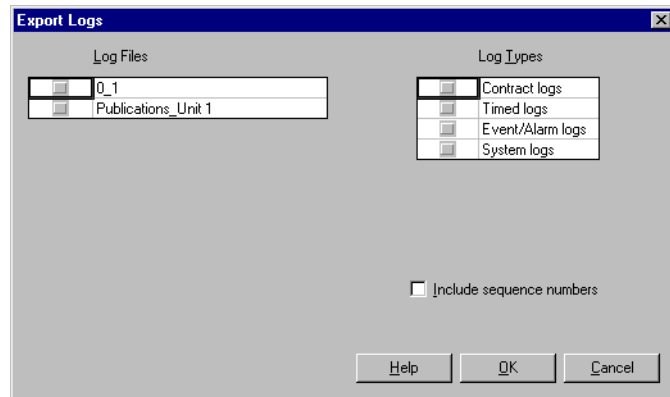 Export Logs
Log Files
0_1
Publications_Unit 1
Log Types
Contract logs
Timed logs
Event/Alarm logs
System logs
Include sequence numbers
Help
OK
Cancel